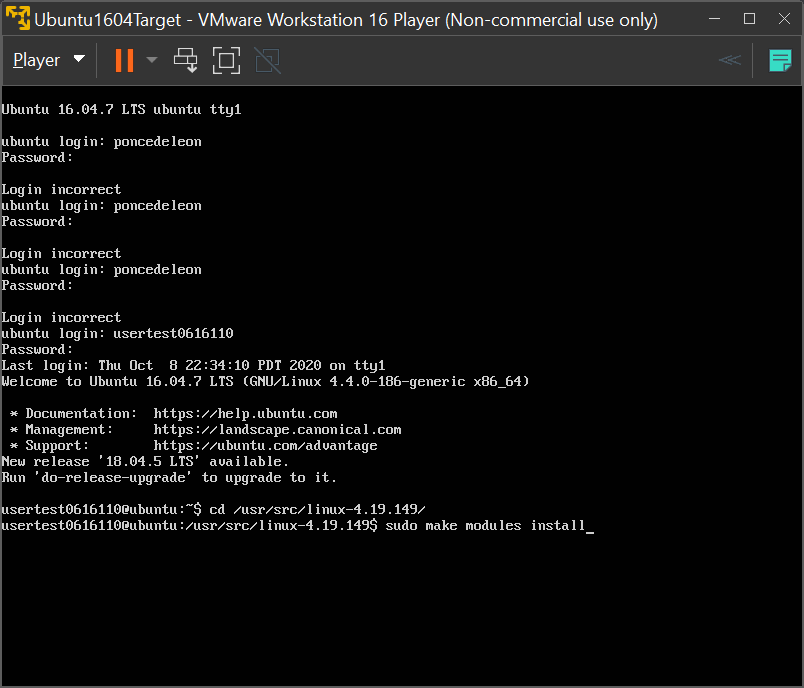 Ubuntu1604Target - VMware Workstation 16 Player (Non-commercial use only)
Player
Ubuntu 16.04.7 LTS ubuntu tty1
ubuntu login: poncedeleon
Password:
Login incorrect
ubuntu login: poncedeleon
Password:
Login incorrect
ubuntu login: poncedeleon
Password:
Login incorrect
ubuntu login: usertest0616110
Password:
Last login: Thu Oct  8 22:34:10 PDT 2020 on tty1
Welcome to Ubuntu 16.04.7 LTS (GNU/Linux 4.4.0-186-generic x86_64)
 * Documentation:  https://help.ubuntu.com
 * Management:     https://landscape.canonical.com
 * Support:        https://ubuntu.com/advantage
New release '18.04.5 LTS' available.
Run 'do-release-upgrade' to upgrade to it.
usertest0616110@ubuntu:~$ cd /usr/src/linux-4.19.149/
usertest0616110@ubuntu:/usr/src/linux-4.19.149$ sudo make modules install_